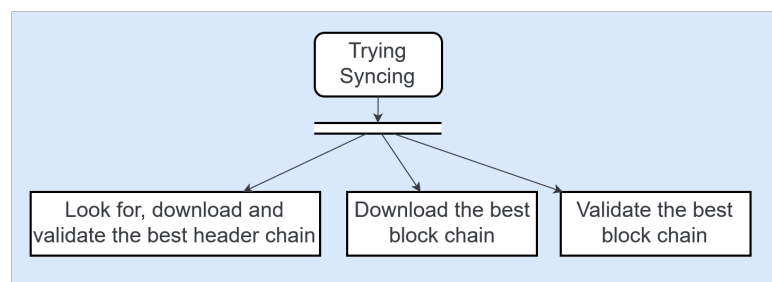 Trying
Syncing
Look for, download and
validate the best header chain
Download the best
block chain
Validate the best
block chain